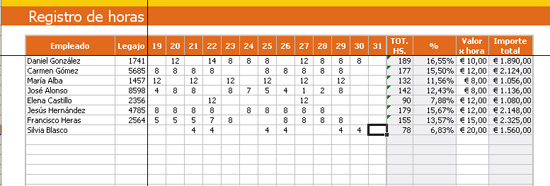 Registro de horas
Empleado Legajo 19 20 21 22 23 24 25 26 27 28 29 30 31 TOT. HS. % Valor x hora Importe total
Daniel González 1741 12 14 8 8 8 12 8 8 8 189 16,55% € 10,00 € 1.890,00
Carmen Gómez 5685 8 8 8 8 8 8 8 8 8 177 15,50% € 12,00 € 2.124,00
María Alba 1457 12 12 12 12 12 132 11,56% € 8,00 € 1.056,00
José Alonso 8598 4 8 8 8 8 7 5 4 1 2 8 142 12,43% € 8,00 € 1.136,00
Elena Castillo 2356 12 12 90 7,88% € 12,00 € 1.080,00
Jesús Hernández 4785 8 8 8 8 8 8 8 8 8 179 15,67% € 12,00 € 2.148,00
Francisco Heras 2564 5 5 5 7 8 8 8 8 8 155 13,57% € 15,00 € 2.325,00
Silvia Blasco 4 4 4 4 4 4 78 6,83% € 20,00 € 1.560,00